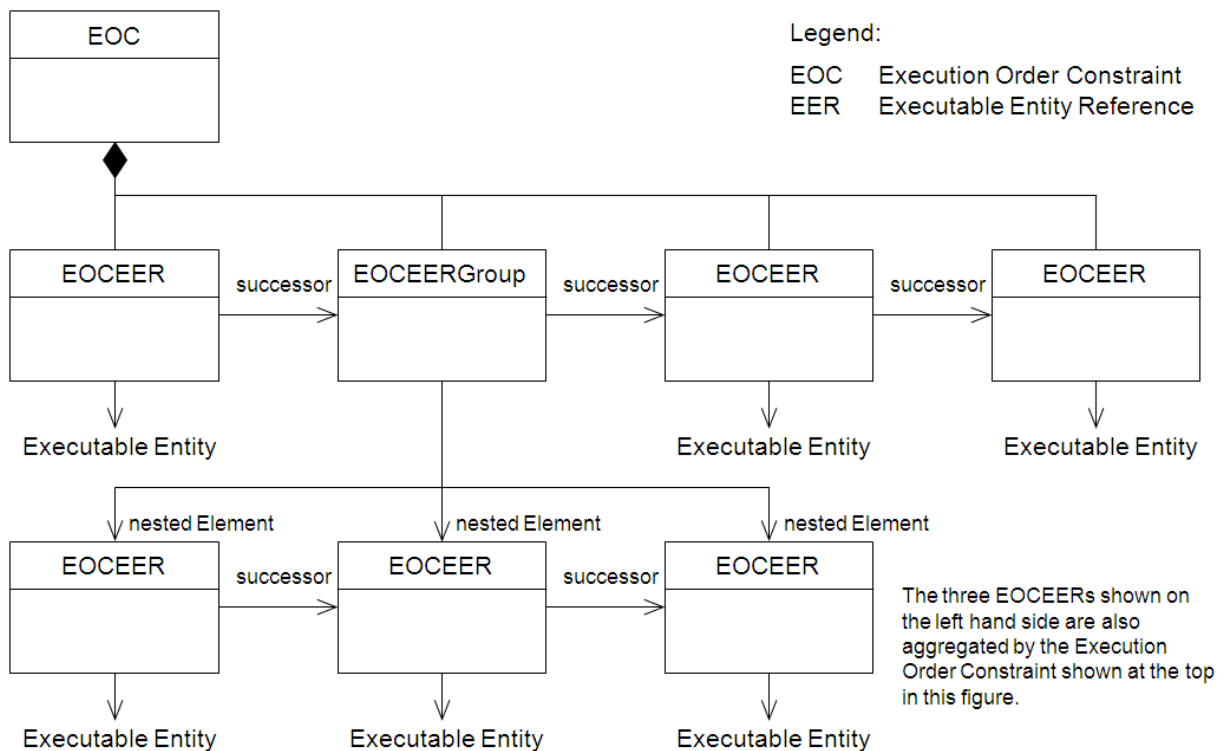 EOC
Legend:
EOC Execution Order Constraint
EER Executable Entity Reference
EOCEER
successor
EOCEERGroup
successor
EOCEER
successor
EOCEER
Executable Entity
Executable Entity
Executable Entity
nested Element
nested Element
nested Element
EOCEER
successor
EOCEER
successor
EOCEER
The three EOCEERs shown on
the left hand side are also
aggregated by the Execution
Order Constraint shown at the top
in this figure.
Executable Entity
Executable Entity
Executable Entity